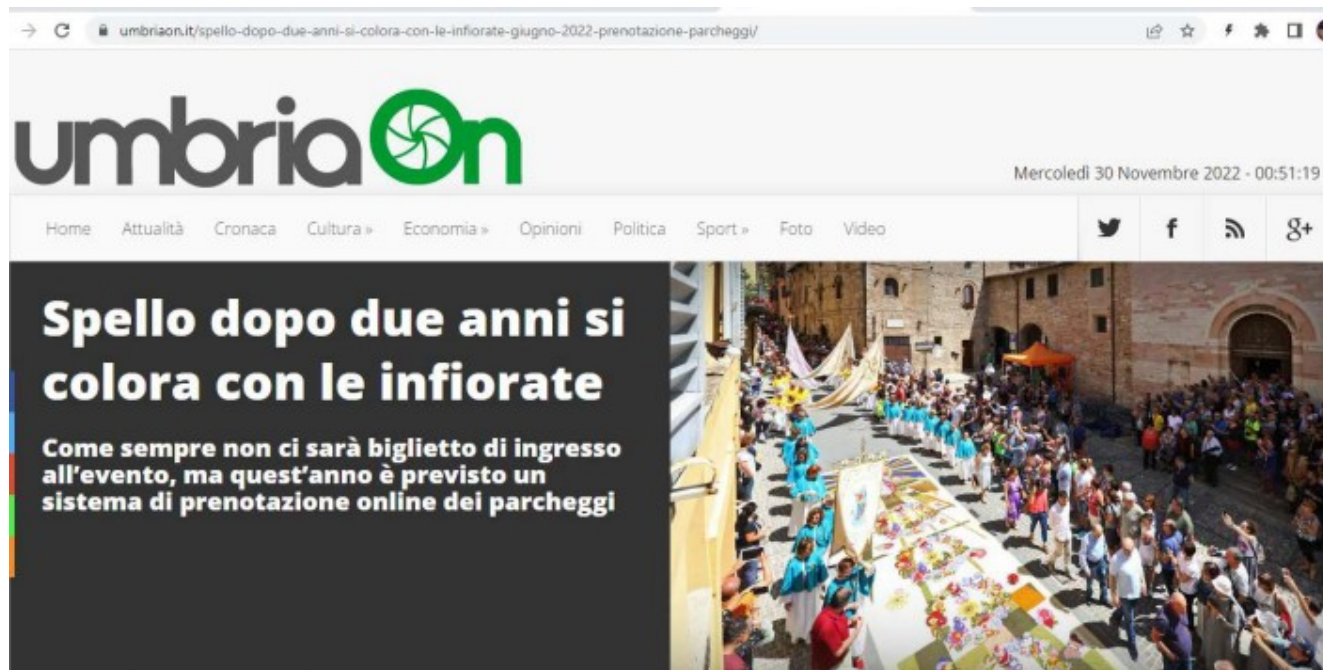 umbriaon.it/spello-dopo-due-anni-si-colora-con-le-infiorate-giugno-2022-prenotazione-parcheggi/
umbriaOn
Mercoledì 30 Novembre 2022 - 00:51:19
Home Attualità Cronaca Cultura » Economia » Opinioni Politica Sport » Foto Video
f g+
Spello dopo due anni si
colora con le infiorate
Come sempre non ci sarà biglietto di ingresso
all’evento, ma quest’anno è previsto un
sistema di prenotazione online dei parcheggi